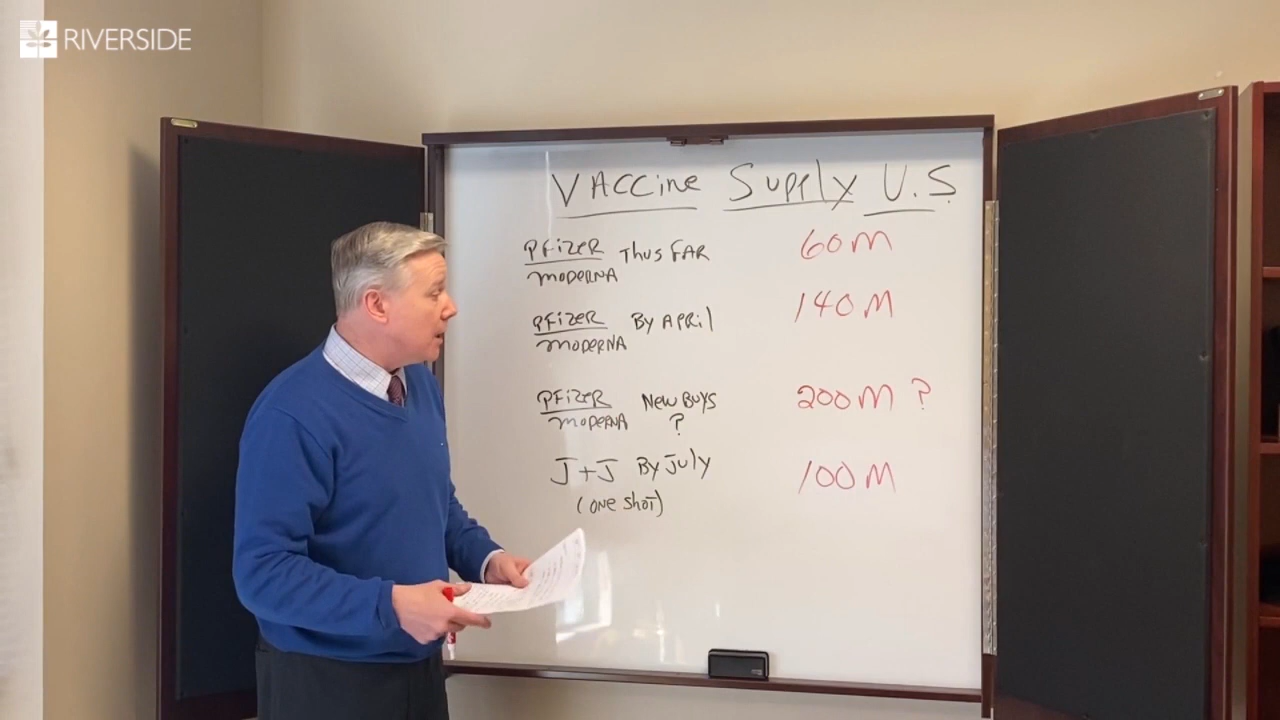 RIVERSIDE
VACCINE SUPPLY U.S.
PFIZER THUS FAR 60M
MODERNA
PFIZER BY APRIL 140M
MODERNA
PFIZER NEW BUYS 200M ?
MODERNA ?
J+J BY JULY 100M
(ONE SHOT)